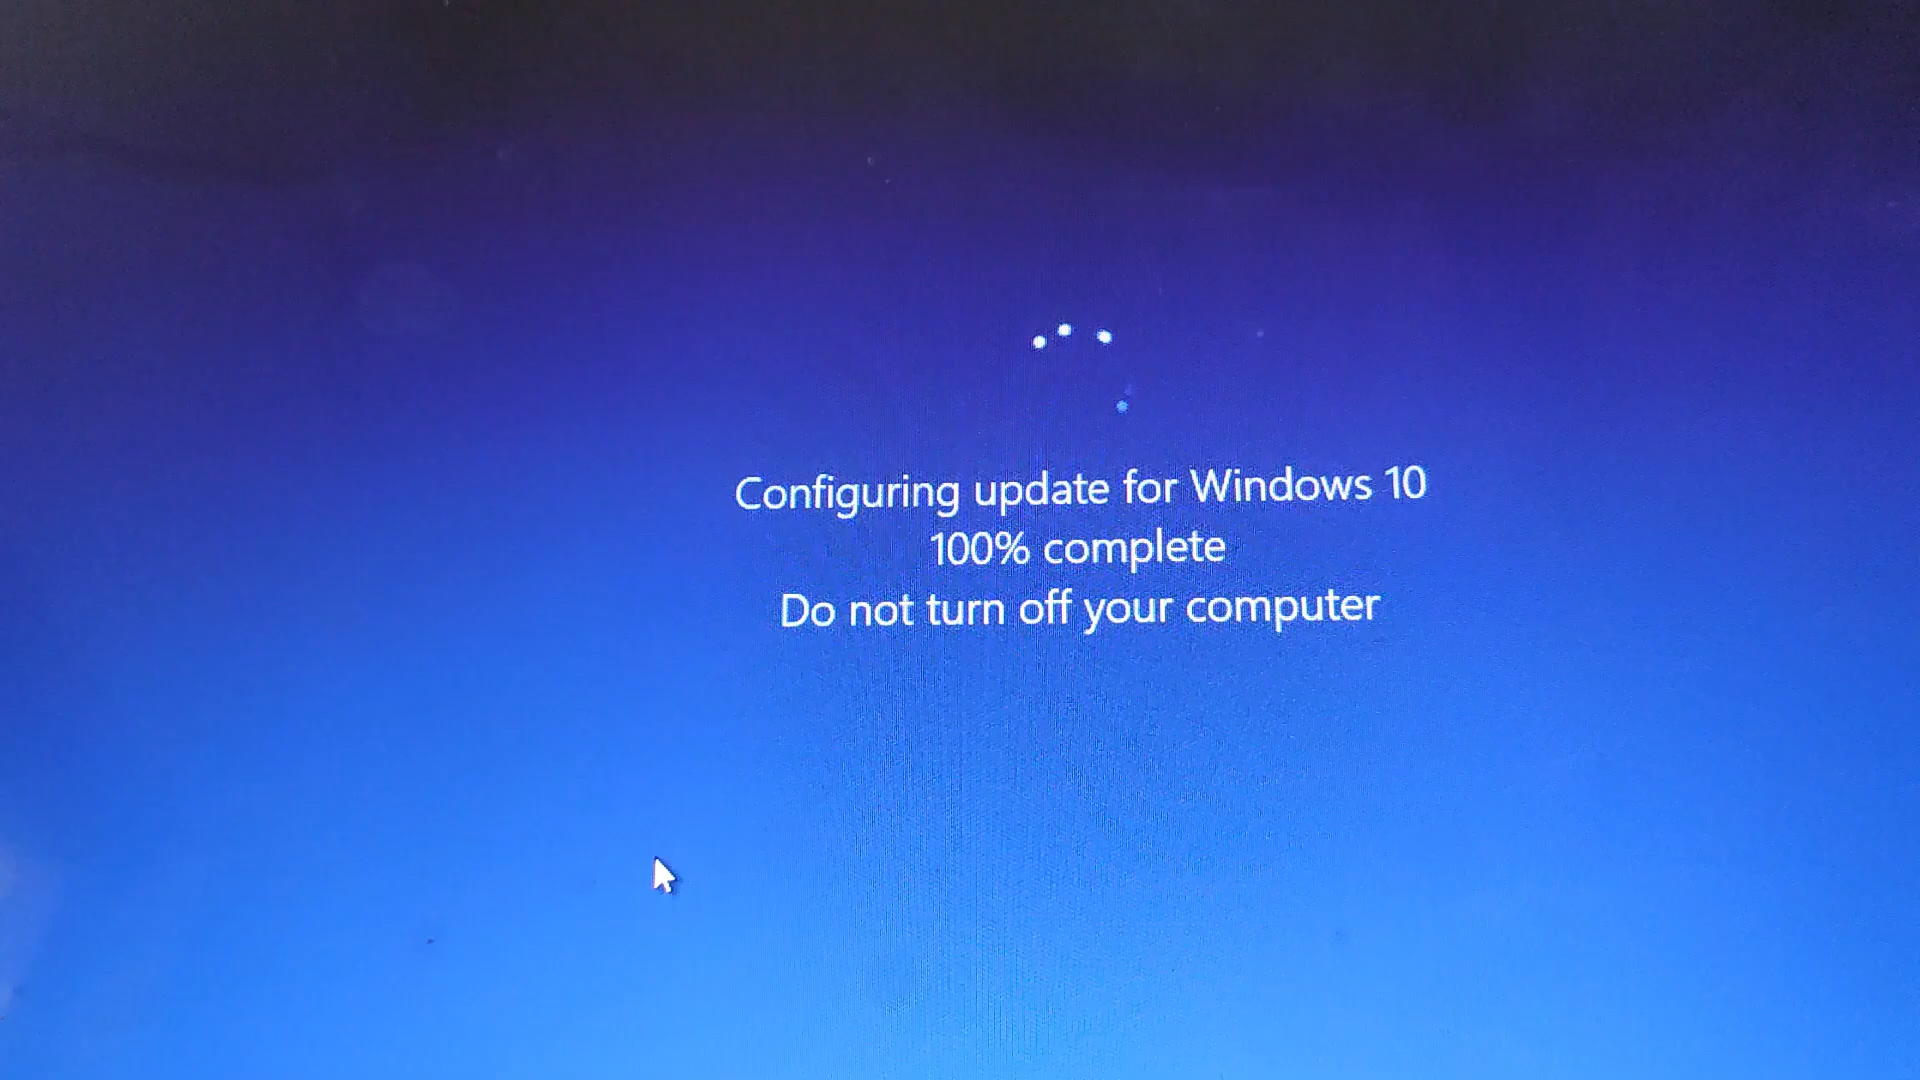 Configuring update for Windows 10
100% complete
Do not turn off your computer